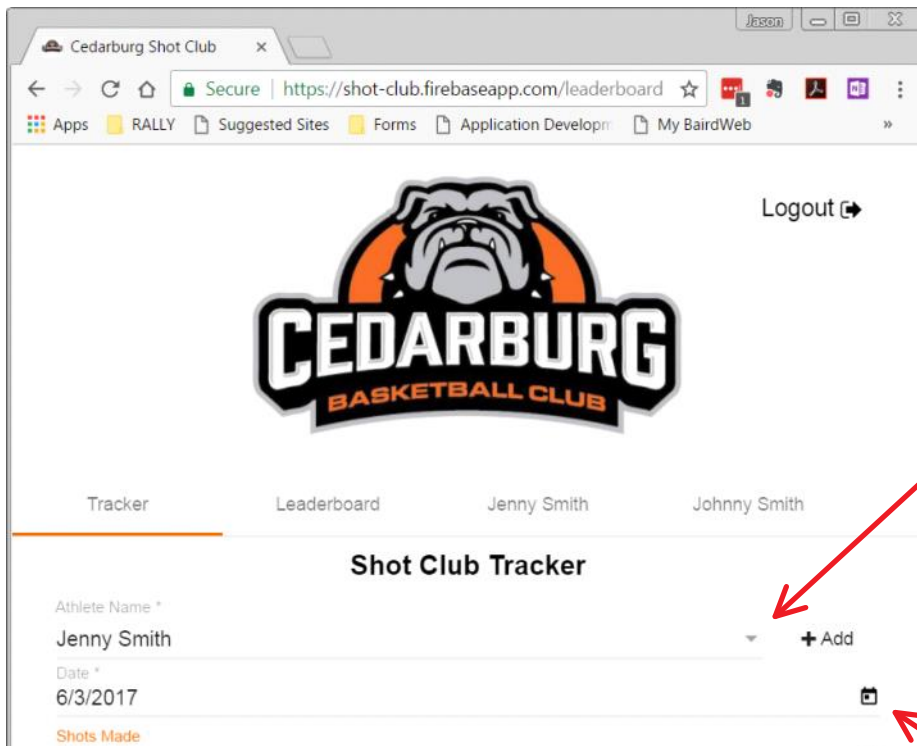 Jason
Cedarburg Shot Club
Secure https://shot-club.firebaseapp.com/leaderboard
1
Apps RALLY Suggested Sites Forms Application Developm My BairdWeb »
Logout
CEDARBURG
BASKETBALL CLUB
Tracker Leaderboard Jenny Smith Johnny Smith
Shot Club Tracker
Athlete Name *
Jenny Smith + Add
Date *
6/3/2017
Shots Made